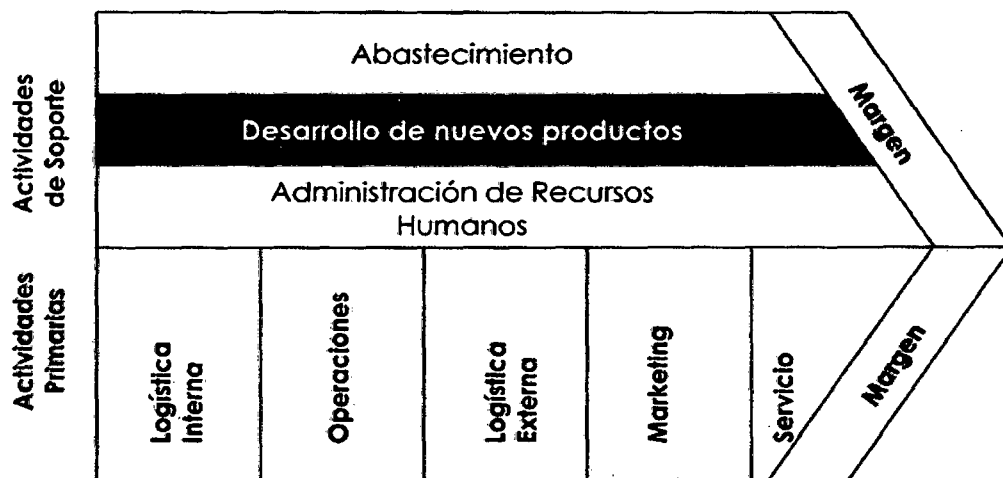 Actividades
de Soporte
Abastecimiento
Desarrollo de nuevos productos
Administración de Recursos
Humanos
Margen
Actividades
Primarias
Logística
Interna
Operaciones
Logística
Externa
Marketing
Servicio
Margen